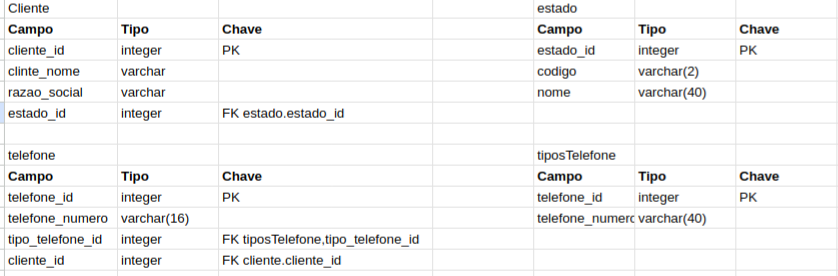 Cliente estado
Campo Tipo Chave Campo Tipo Chave
cliente_id integer PK estado_id integer PK
clinte_nome varchar codigo varchar(2)
razao_social varchar nome varchar(40)
estado_id integer FK estado.estado_id
telefone tiposTelefone
Campo Tipo Chave Campo Tipo Chave
telefone_id integer PK telefone_id integer PK
telefone_numero varchar(16) telefone_numerc varchar(40)
tipo_telefone_id integer FK tiposTelefone,tipo_telefone_id
cliente_id integer FK cliente.cliente_id